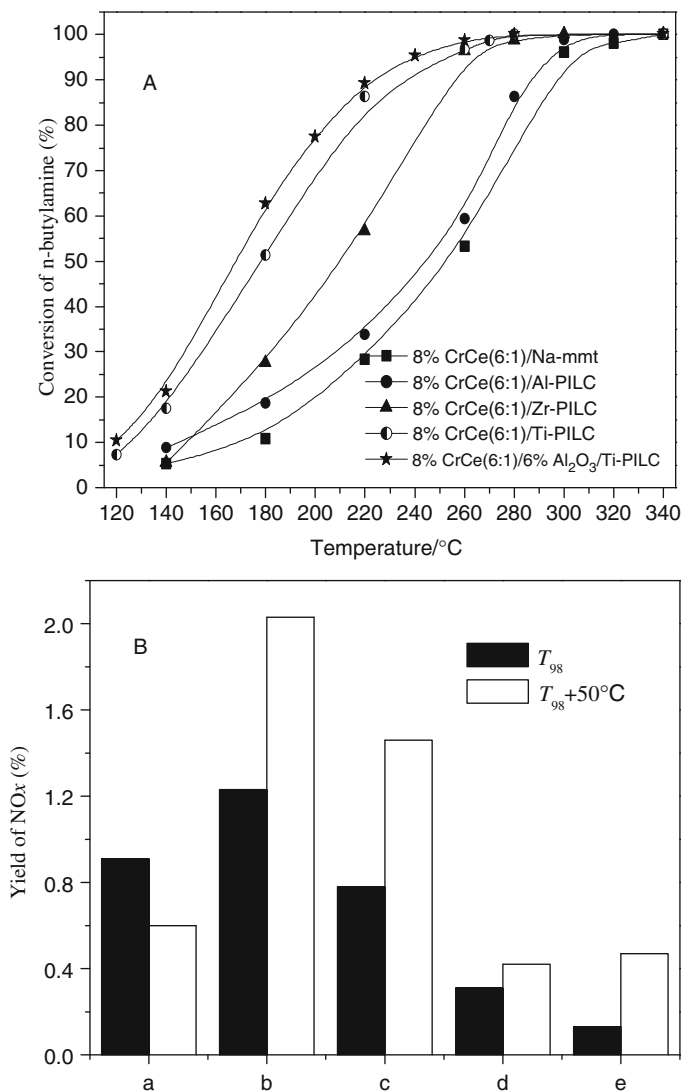 A
100
90
80
70
60
50
40
30
20
10
0
Conversion of n-butylamine (%)
8% CrCe(6:1)/Na-mmt
8% CrCe(6:1)/Al-PILC
8% CrCe(6:1)/Zr-PILC
8% CrCe(6:1)/Ti-PILC
8% CrCe(6:1)/6% Al₂O₃/Ti-PILC
120 140 160 180 200 220 240 260 280 300 320 340
Temperature/°C
B
2.0
1.6
1.2
0.8
0.4
0.0
Yield of NOx (%)
T₉₈
T₉₈+50°C
a b c d e